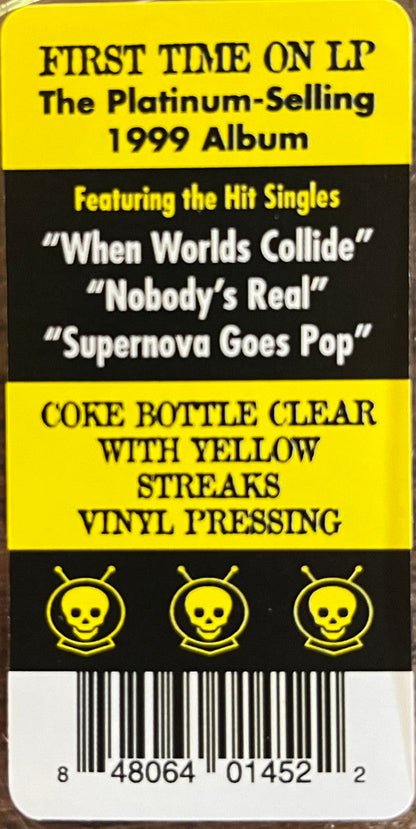 FIRST TIME ON LP
The Platinum-Selling
1999 Album
Featuring the Hit Singles
“When Worlds Collide”
“Nobody’s Real”
“Supernova Goes Pop”
COKE BOTTLE CLEAR
WITH YELLOW
STREAKS
VINYL PRESSING
8 48064 01452 2